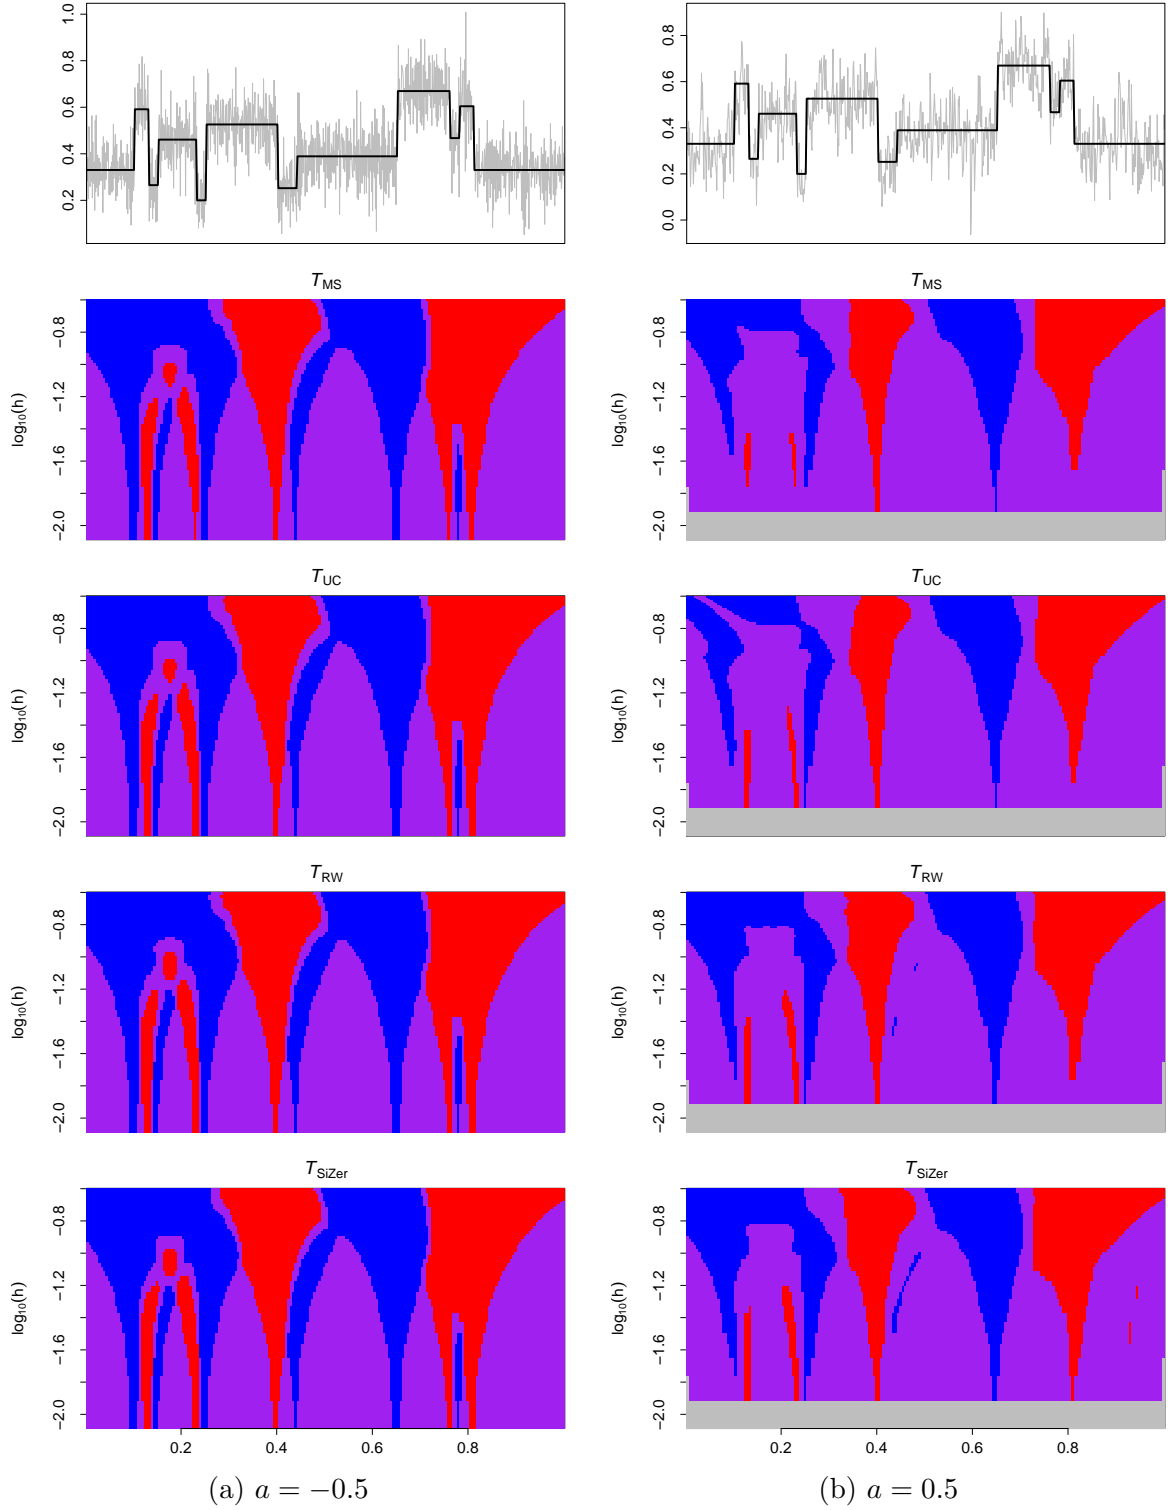 0.2 0.4 0.6 0.8 1.0
0.0 0.2 0.4 0.6 0.8
T_MS
T_MS
log₁₀(h)
−2.0 −1.6 −1.2 −0.8
log₁₀(h)
−2.0 −1.6 −1.2 −0.8
T_UC
T_UC
log₁₀(h)
−2.0 −1.6 −1.2 −0.8
log₁₀(h)
−2.0 −1.6 −1.2 −0.8
T_RW
T_RW
log₁₀(h)
−2.0 −1.6 −1.2 −0.8
log₁₀(h)
−2.0 −1.6 −1.2 −0.8
T_SiZer
T_SiZer
log₁₀(h)
−2.0 −1.6 −1.2 −0.8
log₁₀(h)
−2.0 −1.6 −1.2 −0.8
0.2 0.4 0.6 0.8
0.2 0.4 0.6 0.8
(a) a = −0.5
(b) a = 0.5